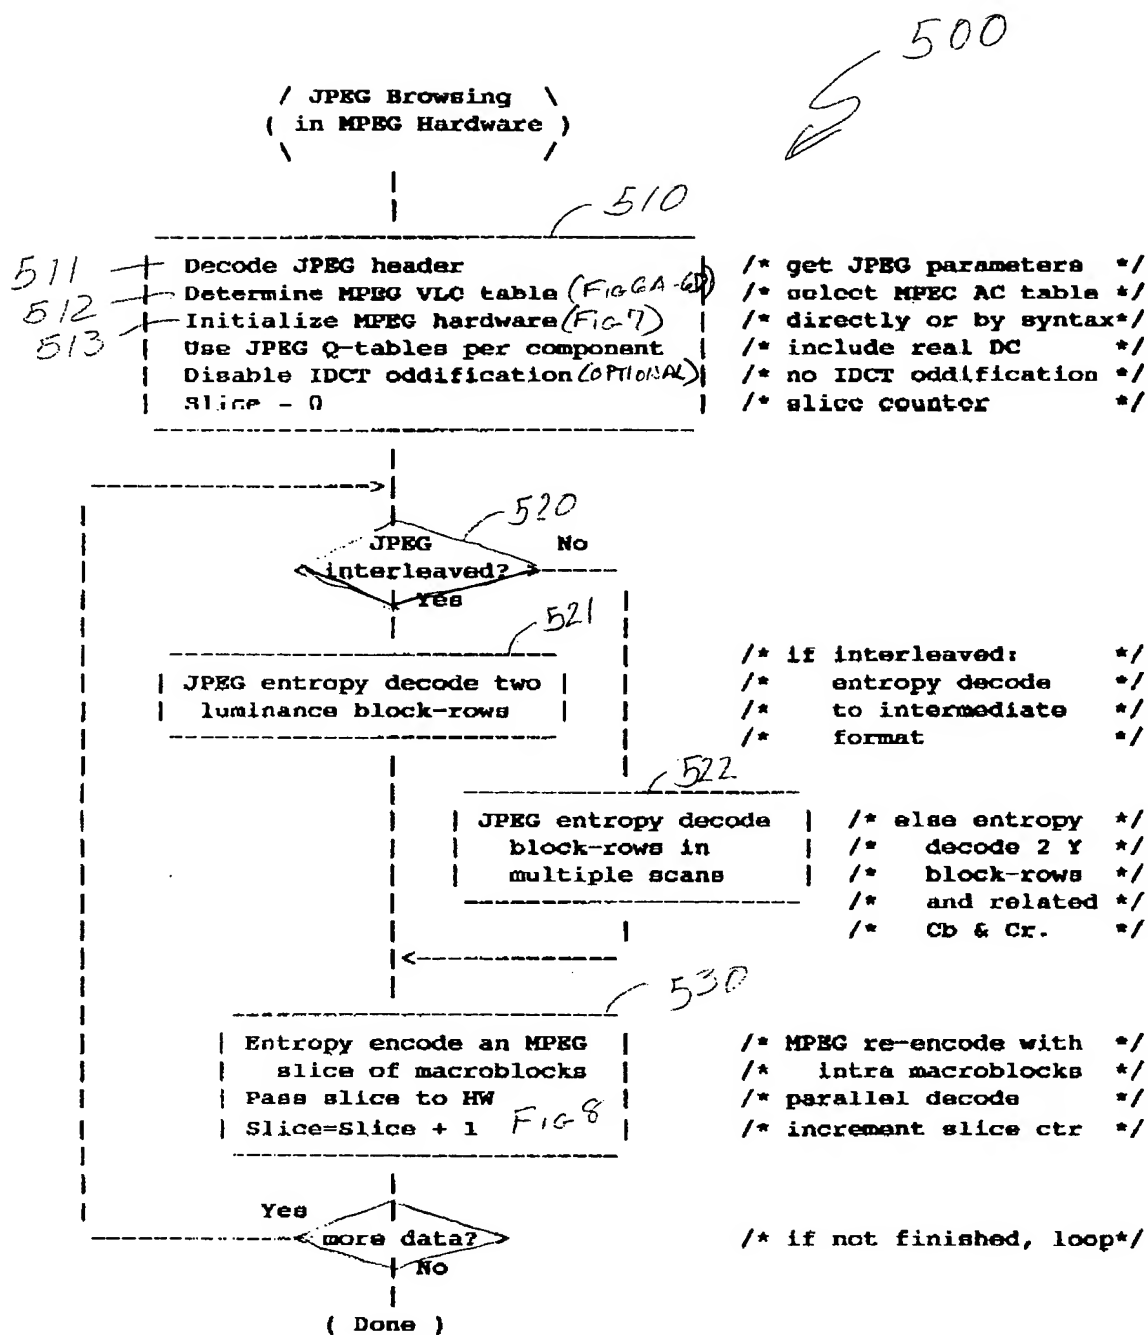 500
/ JPEG Browsing \
( in MPEG Hardware )
\ /
510
511 Decode JPEG header /* get JPEG parameters */
512 Determine MPEG VLC table (FIG 6A-6D) /* select MPEC AC table */
513 Initialize MPEG hardware (FIG 7) /* directly or by syntax*/
Use JPEG Q-tables per component /* include real DC */
Disable IDCT oddification (OPTIONAL) /* no IDCT oddification */
Slice - 0 /* slice counter */
520
JPEG No
interleaved?
Yes
521
/* if interleaved: */
JPEG entropy decode two /* entropy decode */
luminance block-rows /* to intermediate */
/* format */
522
JPEG entropy decode /* else entropy */
block-rows in /* decode 2 Y */
multiple scans /* block-rows */
/* and related */
/* Cb & Cr. */
530
Entropy encode an MPEG /* MPEG re-encode with */
slice of macroblocks /* intra macroblocks */
Pass slice to HW /* parallel decode */
Slice=Slice + 1 FIG 8 /* increment slice ctr */
Yes
more data? /* if not finished, loop*/
No
( Done )